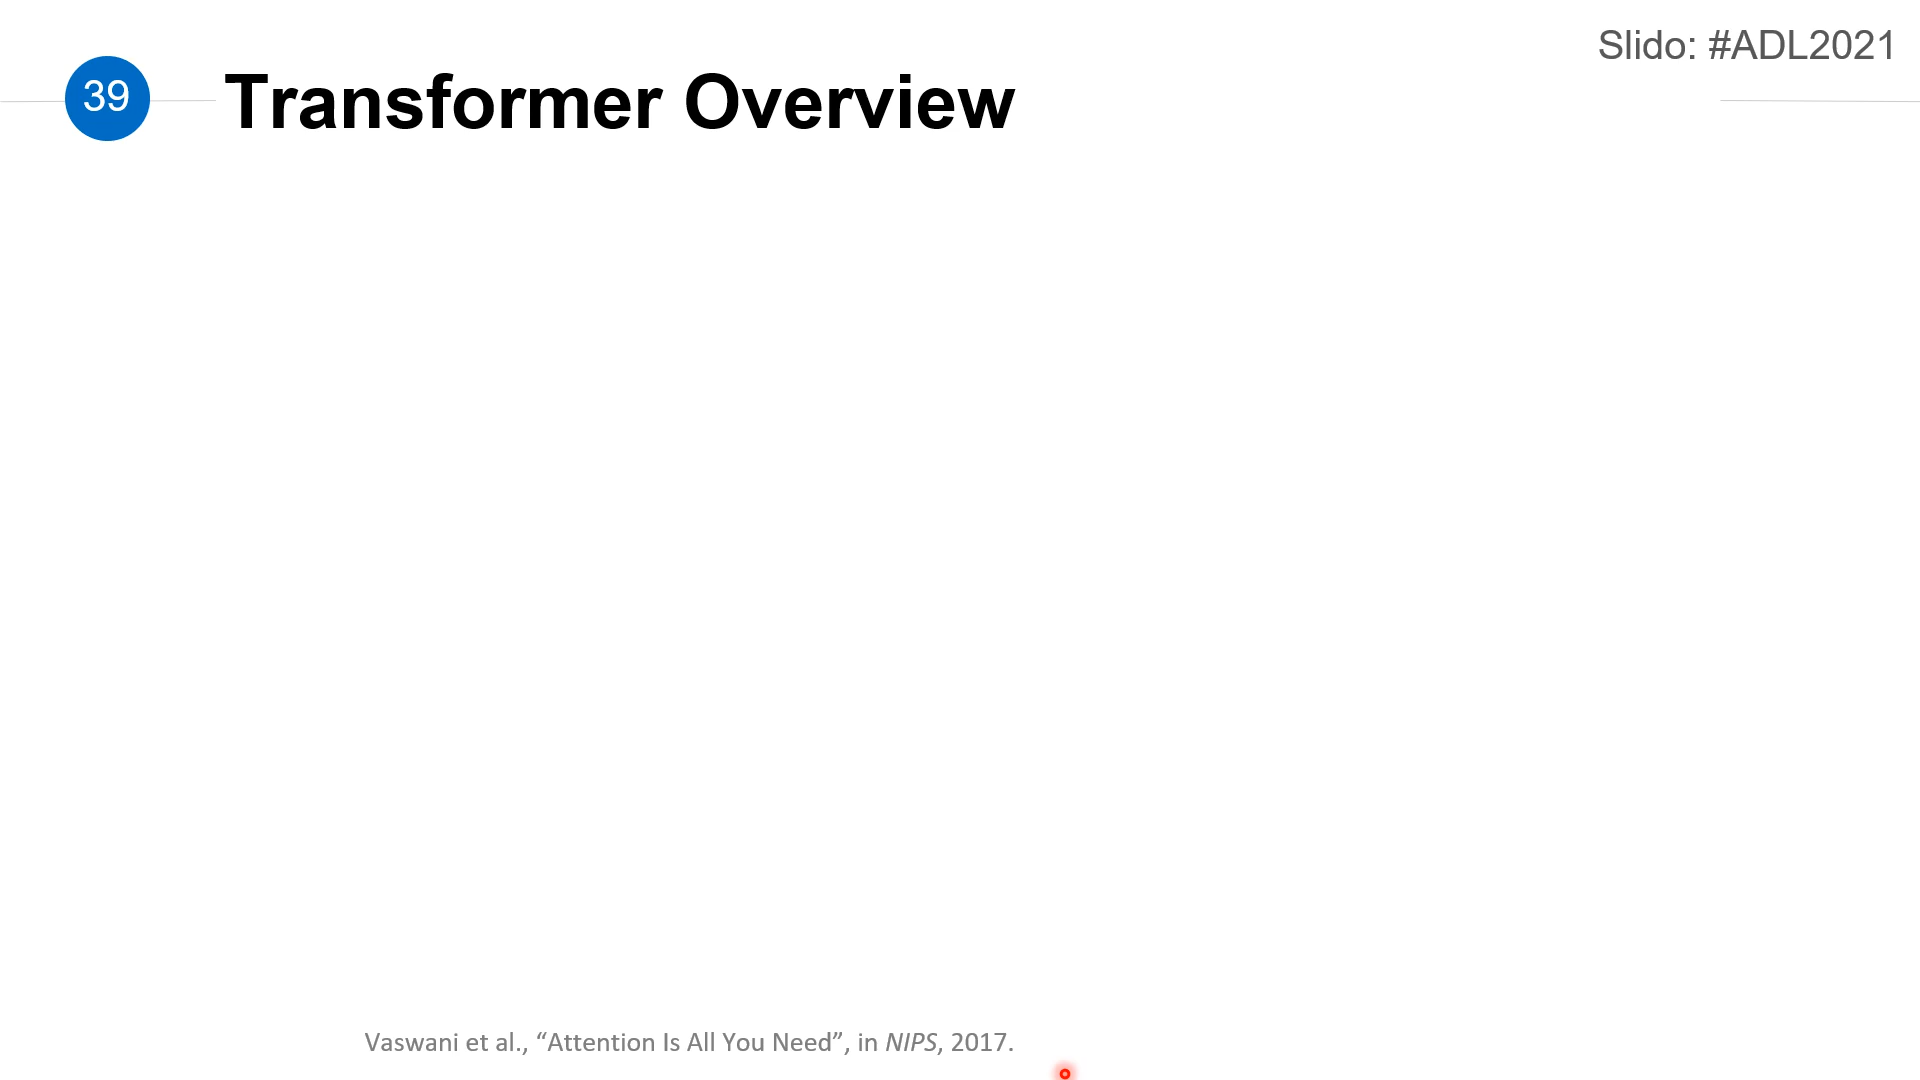 Slido: #ADL2021
39
Transformer Overview
Vaswani et al., “Attention Is All You Need”, in NIPS, 2017.